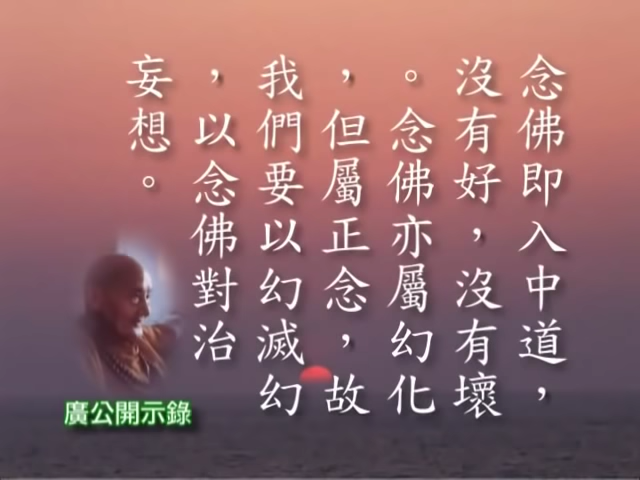 念佛即入中道，
沒有好，沒有壞
。念佛亦屬幻化
，但屬正念，故
我們要以幻滅幻
，以念佛對治
妄想。
廣公開示錄